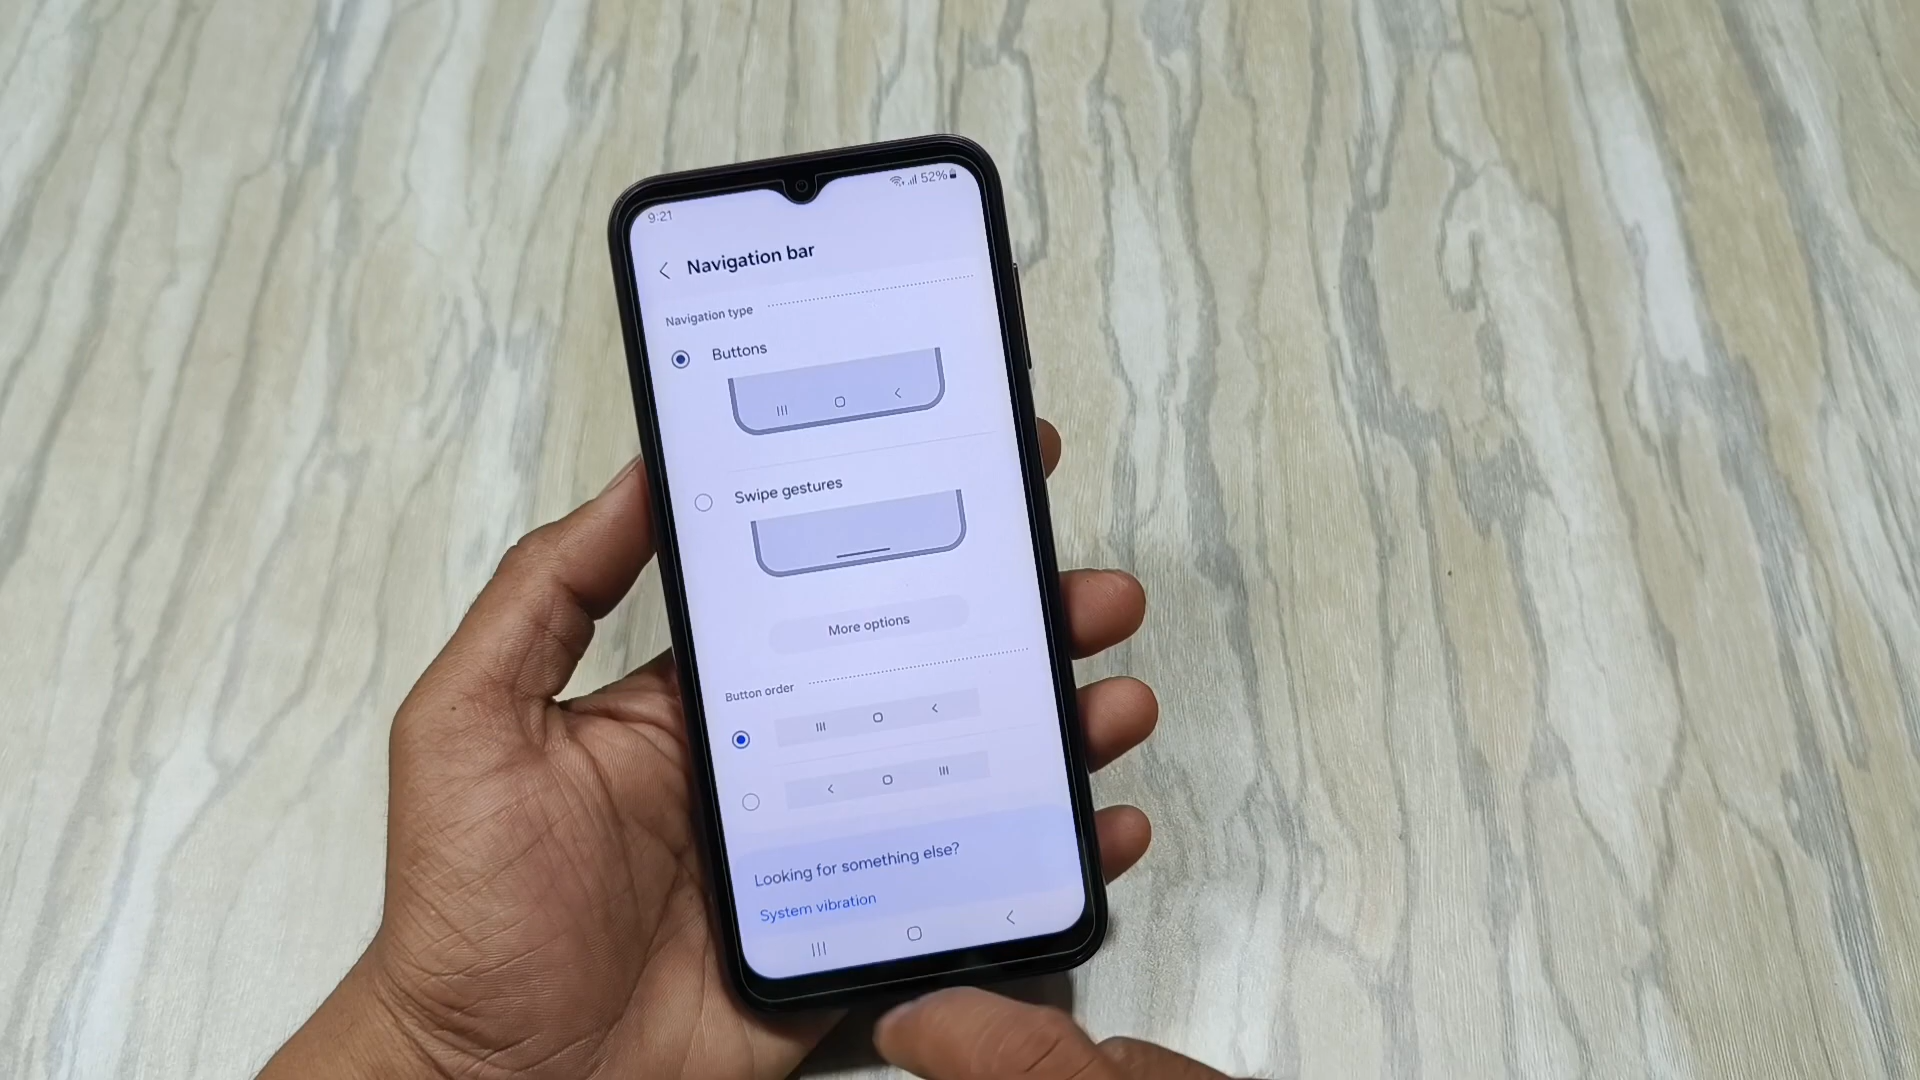 9:21
52%
Navigation bar
Navigation type
Buttons
Swipe gestures
More options
Button order
Looking for something else?
System vibration